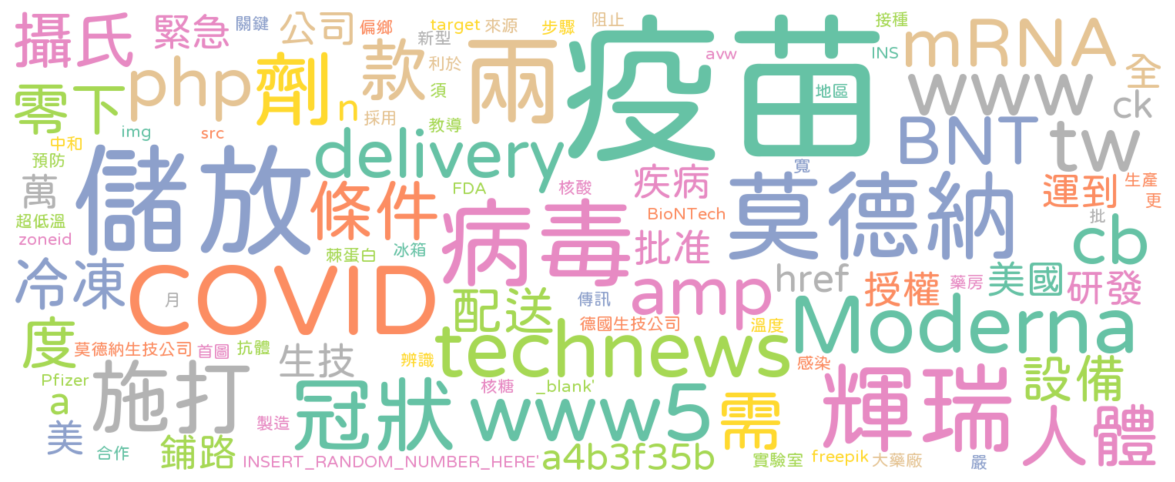 攝氏
緊急
關鍵
公司
偏鄉
target
來源
步驟
阻止
疫苗
接種
mRNA
新型
avw
INS
全
零下
php
劑
n
款
利於
須
採用
兩
地區
www
ck
img
src
中和
預防
教導
delivery
BNT
tw
萬
儲放
條件
FDA
核酸
疾病
寬
莫德納
運到
生產
更
超低溫
zoneid
病毒
BioNTech
批准
批
冷凍
COVID
月
棘蛋白
冰箱
cb
配送
傳訊
amp
href
授權
藥房
美國
研發
度
莫德納生技公司
首圖
抗體
technews
德國生技公司
溫度
Moderna
Pfizer
a
施打
生技
辨識
核糖
_blank'
感染
設備
美
合作
製造
冠狀
www5
需
輝瑞
人體
鋪路
INSERT_RANDOM_NUMBER_HERE'
a4b3f35b
實驗室
freepik
大藥廠
嚴